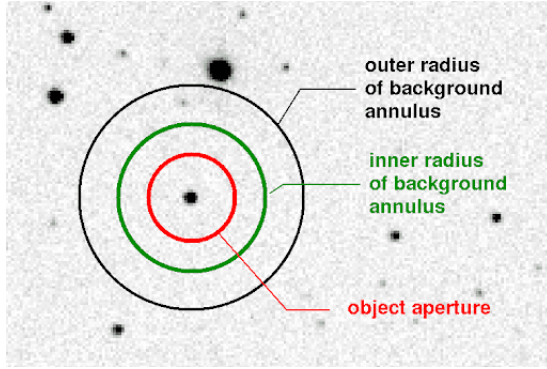 outer radius
of background
annulus
inner radius
of background
annulus
object aperture